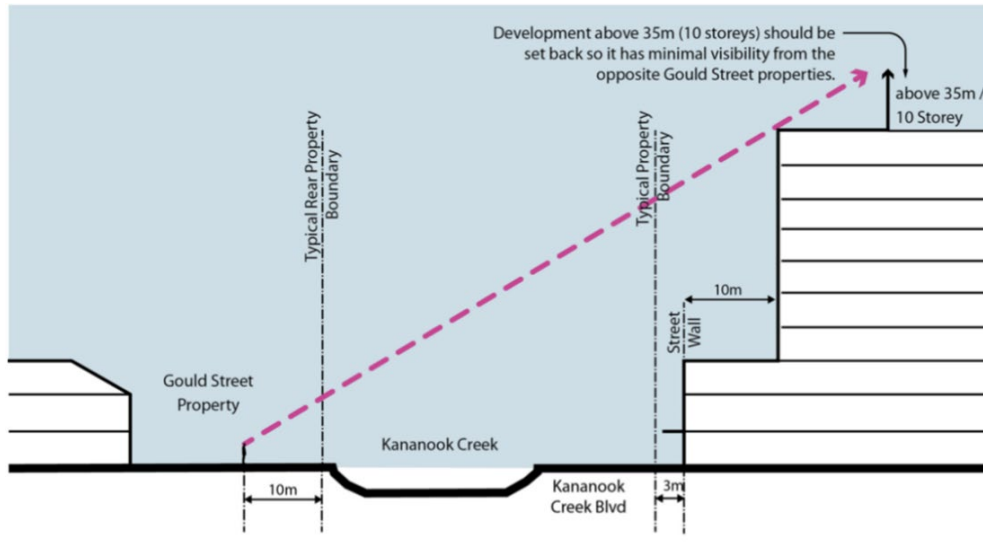 Development above 35m (10 storeys) should be
set back so it has minimal visibility from the
opposite Gould Street properties.
above 35m /
10 Storey
Typical Rear Property
Boundary
Typical Property
Boundary
10m
Street
Wall
Gould Street
Property
Kananook Creek
10m
Kananook
Creek Blvd
3m